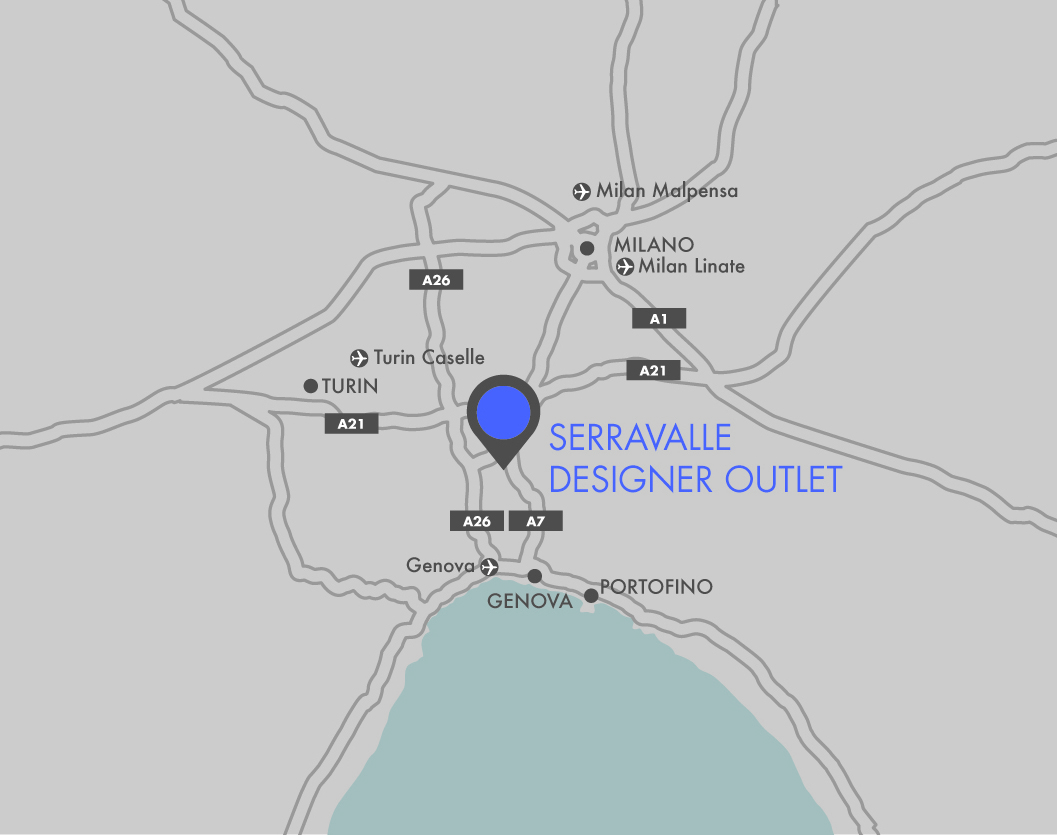 Milan Malpensa
MILANO
Milan Linate
A26
A1
Turin Caselle
A21
TURIN
A21
SERRAVALLE
DESIGNER OUTLET
A26
A7
Genova
GENOVA
PORTOFINO